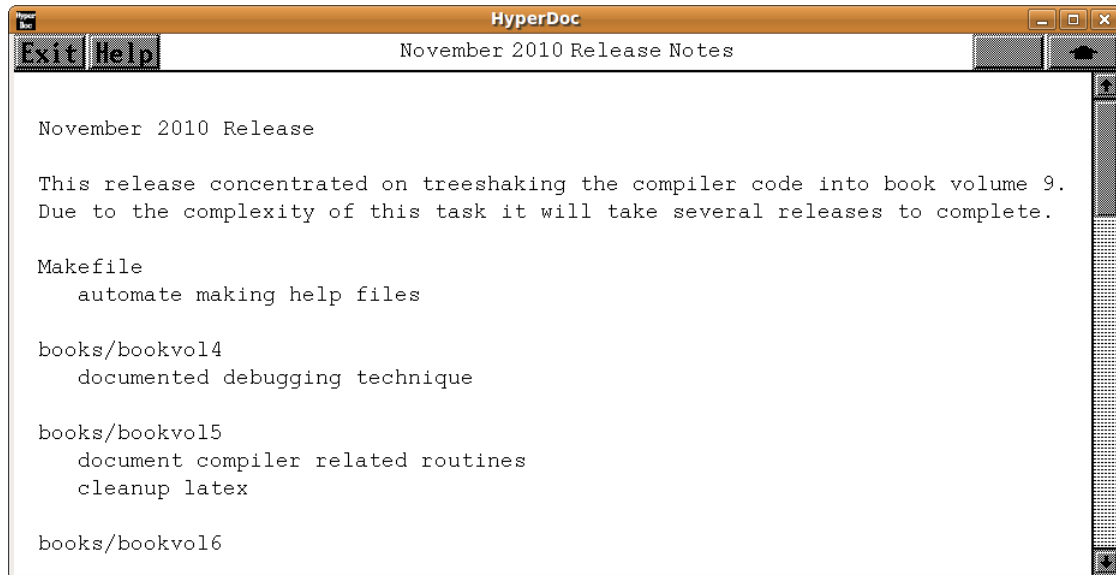 Hyper Doc
HyperDoc
Exit Help
November 2010 Release Notes
November 2010 Release
This release concentrated on treeshaking the compiler code into book volume 9.
Due to the complexity of this task it will take several releases to complete.
Makefile
automate making help files
books/bookvol4
documented debugging technique
books/bookvol5
document compiler related routines
cleanup latex
books/bookvol6